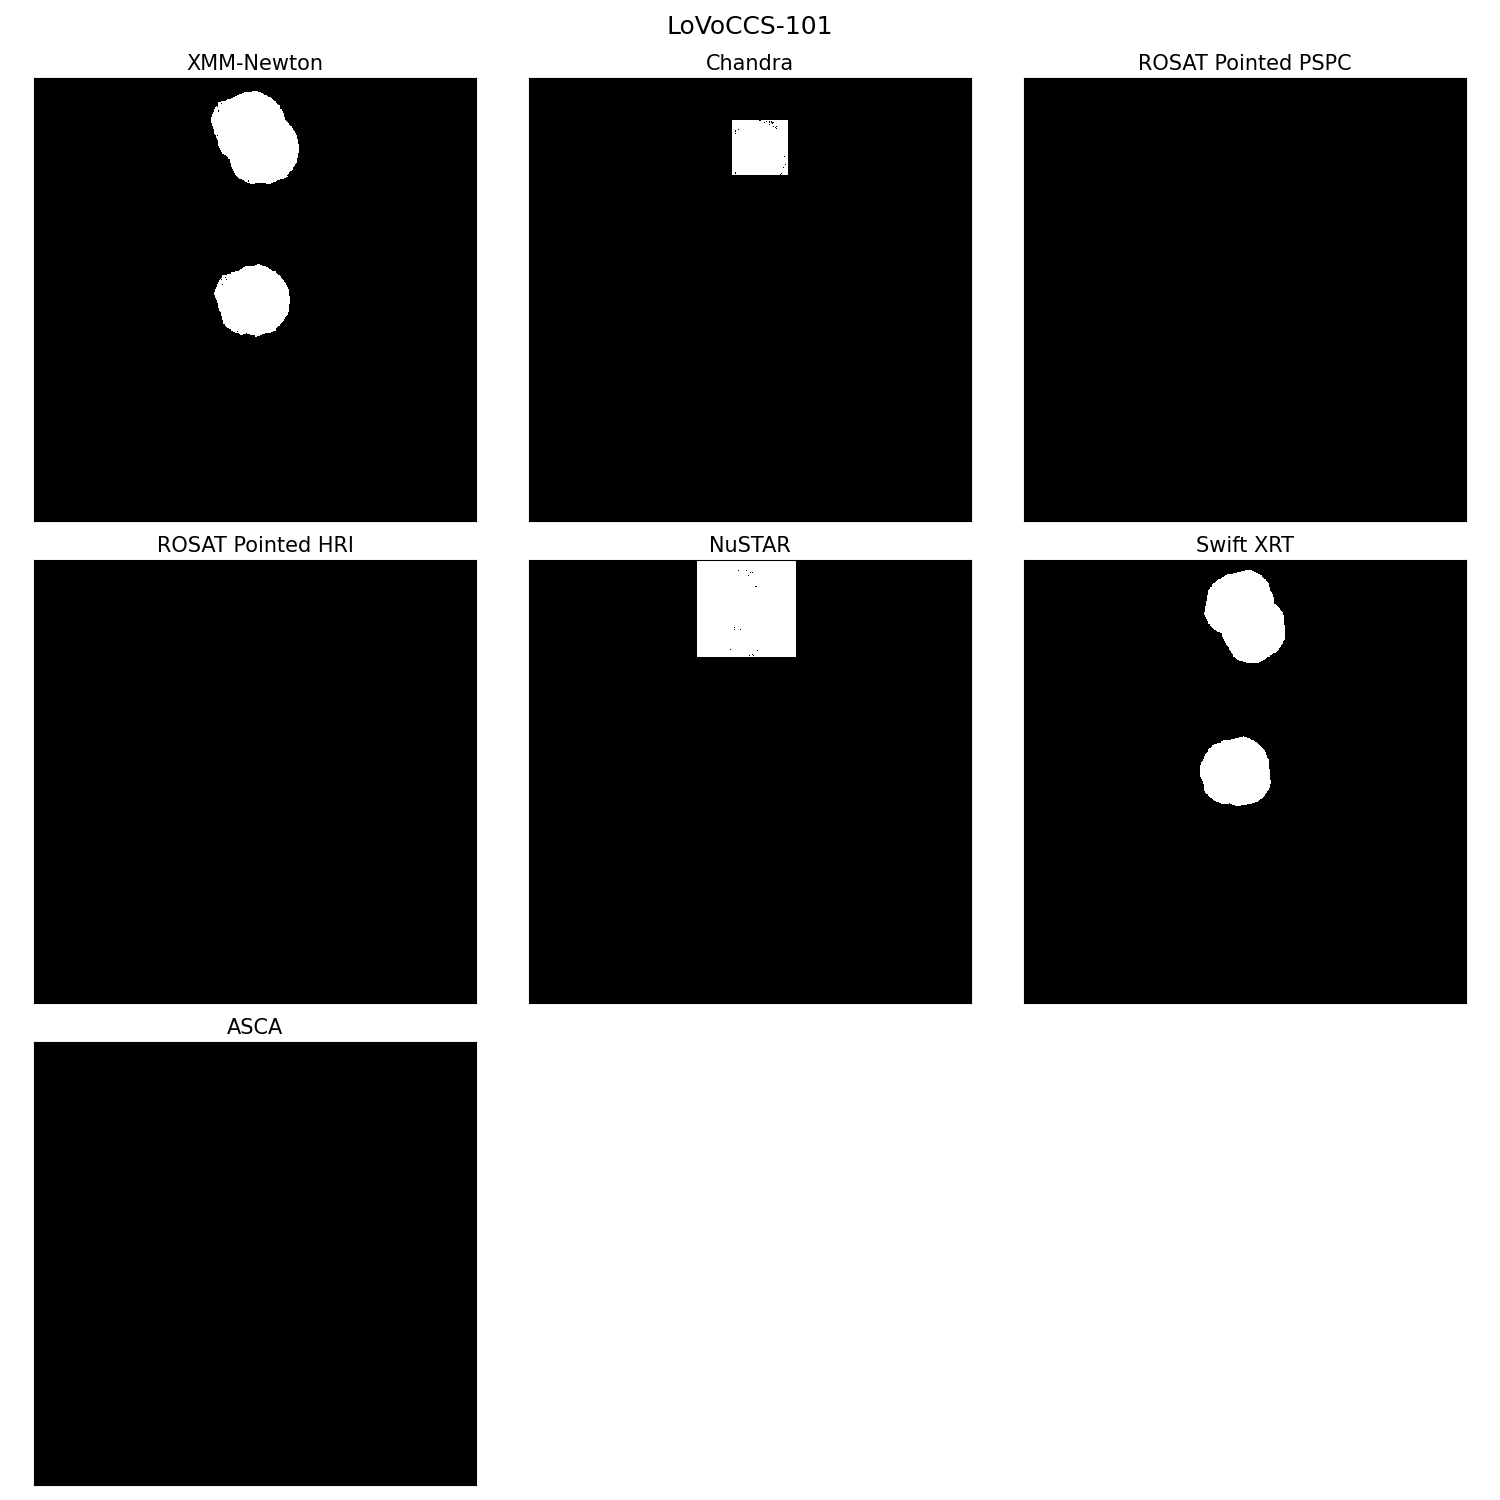 LoVoCCS-101
XMM-Newton
Chandra
ROSAT Pointed PSPC
ROSAT Pointed HRI
NuSTAR
Swift XRT
ASCA